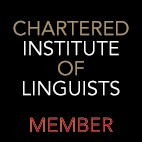 CHARTERED
INSTITUTE
OF
LINGUISTS
MEMBER